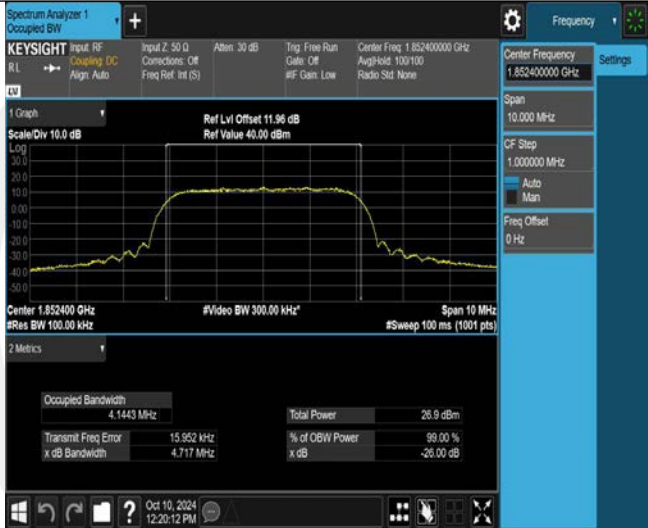 Spectrum Analyzer 1
Occupied BW
Frequency
KEYSIGHT
RL
Input: RF
Coupling: DC
Align: Auto
Input Z: 50 Ω
Corrections: Off
Freq Ref: Int (S)
Atten: 30 dB
Trig: Free Run
Gate: Off
#IF Gain: Low
Center Freq: 1.852400000 GHz
Avg|Hold: 100/100
Radio Std: None
Center Frequency
1.852400000 GHz
Settings
Span
10.000 MHz
CF Step
1.000000 MHz
Auto
Man
Freq Offset
0 Hz
1 Graph
Scale/Div 10.0 dB
Ref Lvl Offset 11.96 dB
Ref Value 40.00 dBm
Log
30.0
20.0
10.0
0.00
-10.0
-20.0
-30.0
-40.0
-50.0
Center 1.852400 GHz
#Res BW 100.00 kHz
#Video BW 300.00 kHz*
Span 10 MHz
#Sweep 100 ms (1001 pts)
2 Metrics
Occupied Bandwidth
4.1443 MHz
Total Power 26.9 dBm
Transmit Freq Error 15.952 kHz
% of OBW Power 99.00 %
x dB Bandwidth 4.717 MHz
x dB -26.00 dB
?
Oct 10, 2024
12:20:12 PM